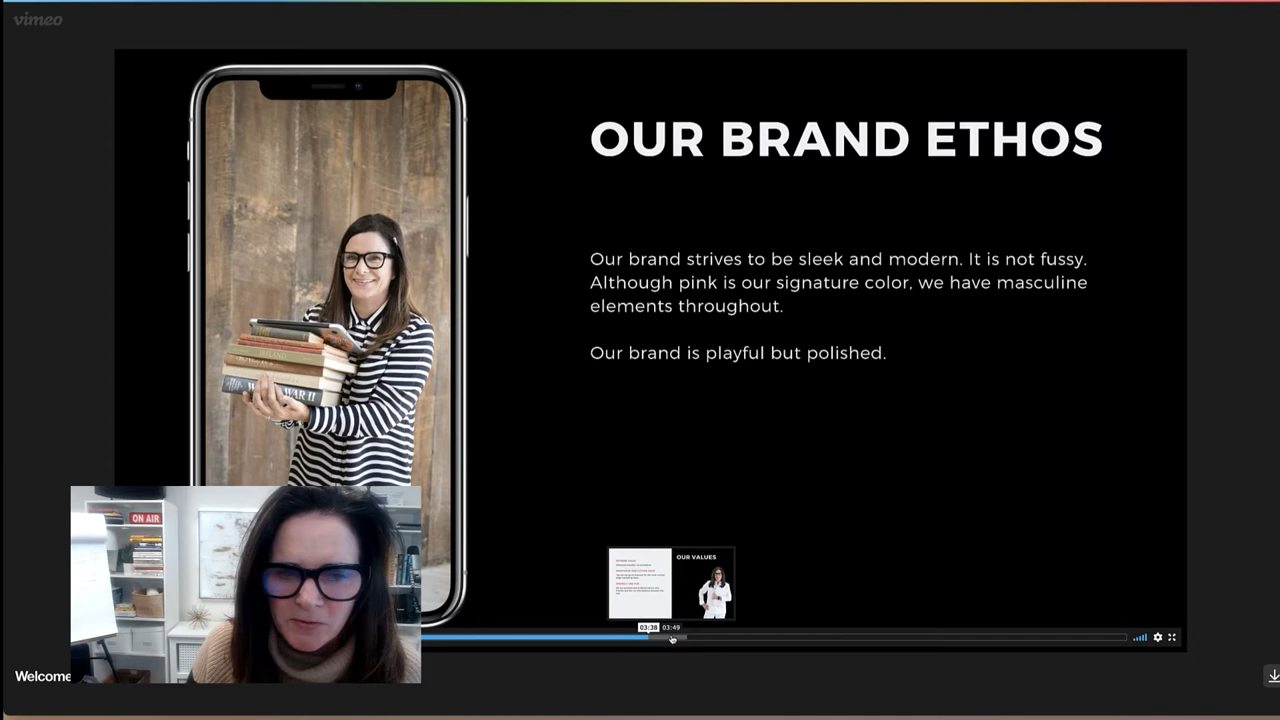 vimeo
OUR BRAND ETHOS
Our brand strives to be sleek and modern. It is not fussy.
Although pink is our signature color, we have masculine
elements throughout.
Our brand is playful but polished.
WAR II
ON AIR
OUR VALUES
03:38 03:49
Welcome